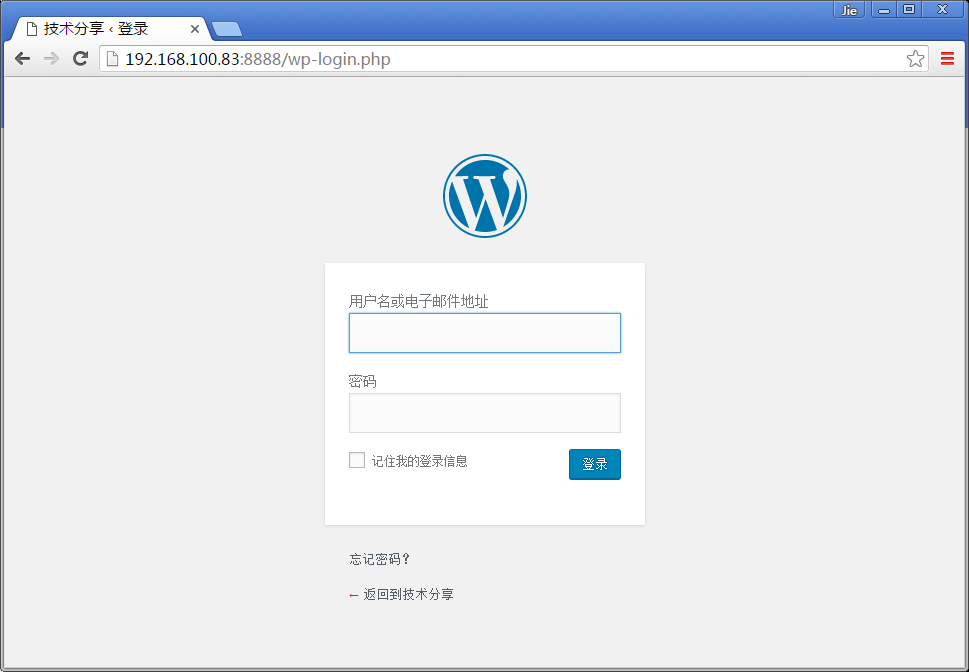 Jie
技术分享 ‹ 登录
192.168.100.83:8888/wp-login.php
用户名或电子邮件地址
密码
记住我的登录信息
登录
忘记密码？
← 返回到技术分享